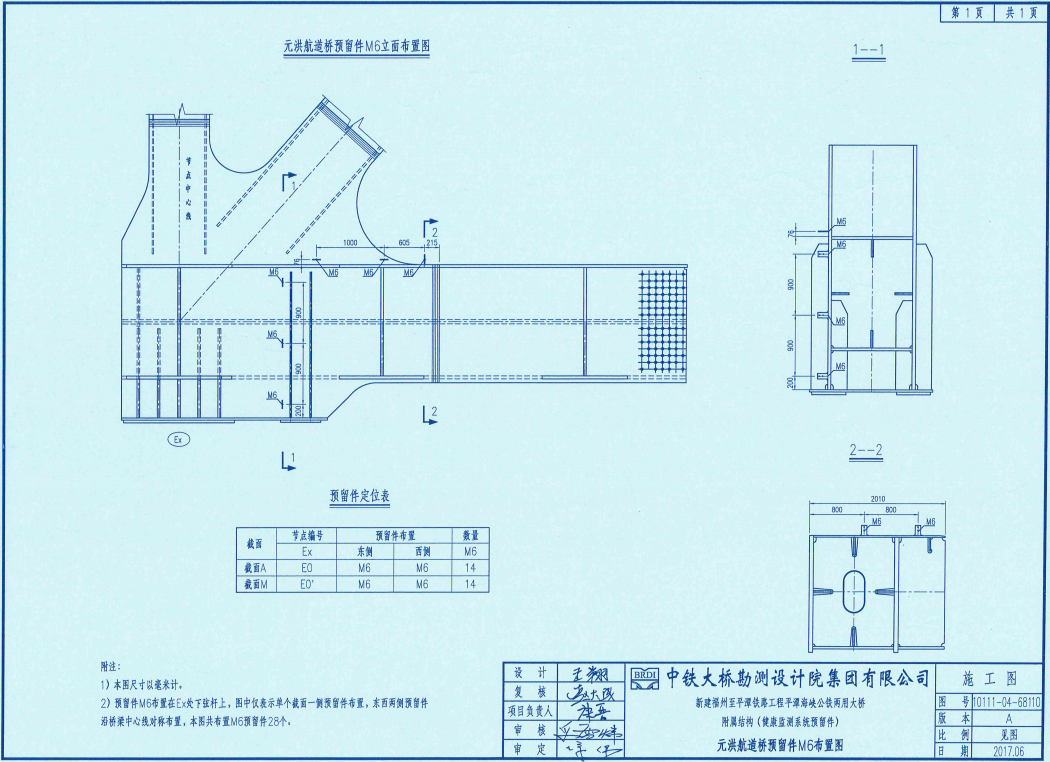 第 1 页 共 1 页
元洪航道桥预留件M6立面布置图
1--1
节点中心线
1
2
1000 605 215
76
M6 M6 M6 M6
900
M6
900
M6
200
2
Ex
1
76
M6
M6
900
M6
900
M6
200
2--2
2010
800 800
M6 M6
预留件定位表
截面 节点编号 预留件布置 数量
Ex 东侧 西侧 M6
截面A E0 M6 M6 14
截面M E0' M6 M6 14
附注：
1）本图尺寸以毫米计。
2）预留件M6布置在Ex处下弦杆上，图中仅表示单个截面一侧预留件布置，东西两侧预留件
沿桥梁中心线对称布置，本图共布置M6预留件28个。
设 计
复 核
项目负责人
审 核
审 定
BRDI 中铁大桥勘测设计院集团有限公司
新建福州至平潭铁路工程平潭海峡公铁两用大桥
附属结构（健康监测系统预留件）
元洪航道桥预留件M6布置图
施 工 图
图 号 10111-04-68110
版 本 A
比 例 见图
日 期 2017.06